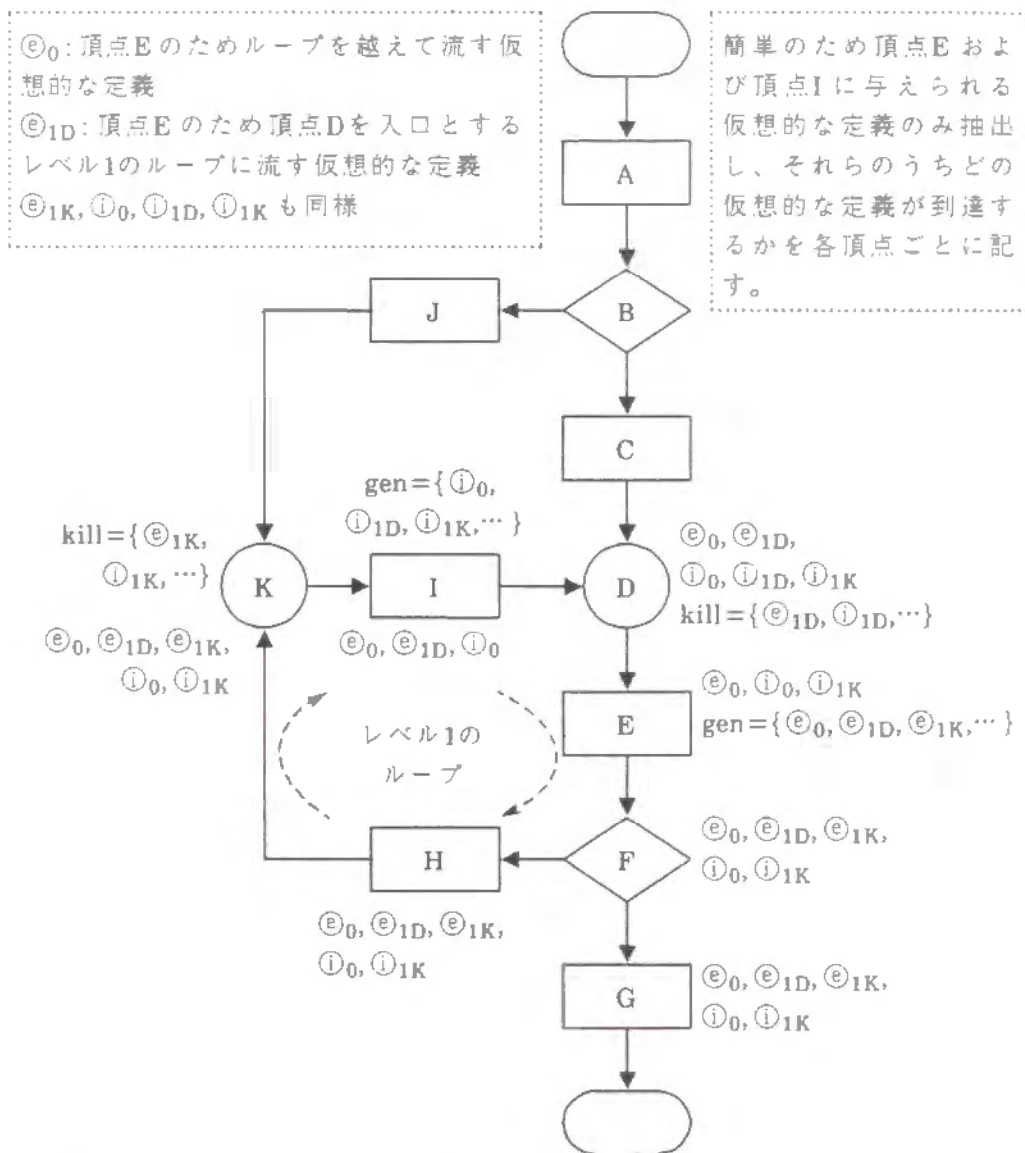 ⓔ0: 頂点Eのためループを越えて流す仮
想的な定義
ⓔ1D: 頂点Eのため頂点Dを入口とする
レベル1のループに流す仮想的な定義
ⓔ1K, ⓘ0, ⓘ1D, ⓘ1K も同様
簡単のため頂点Eおよ
び頂点Iに与えられる
仮想的な定義のみ抽出
し、それらのうちどの
仮想的な定義が到達す
るかを各頂点ごとに記
す。
A
J
B
C
gen={ⓘ0,
ⓘ1D, ⓘ1K, … }
kill={ⓔ1K,
ⓘ1K, …}
K
I
D
ⓔ0, ⓔ1D,
ⓘ0, ⓘ1D, ⓘ1K
kill={ⓔ1D, ⓘ1D, … }
ⓔ0, ⓔ1D, ⓔ1K,
ⓘ0, ⓘ1K
ⓔ0, ⓔ1D, ⓘ0
E
ⓔ0, ⓘ0, ⓘ1K
gen={ⓔ0, ⓔ1D, ⓔ1K, … }
レベル1の
ループ
H
F
ⓔ0, ⓔ1D, ⓔ1K,
ⓘ0, ⓘ1K
ⓔ0, ⓔ1D, ⓔ1K,
ⓘ0, ⓘ1K
G
ⓔ0, ⓔ1D, ⓔ1K,
ⓘ0, ⓘ1K